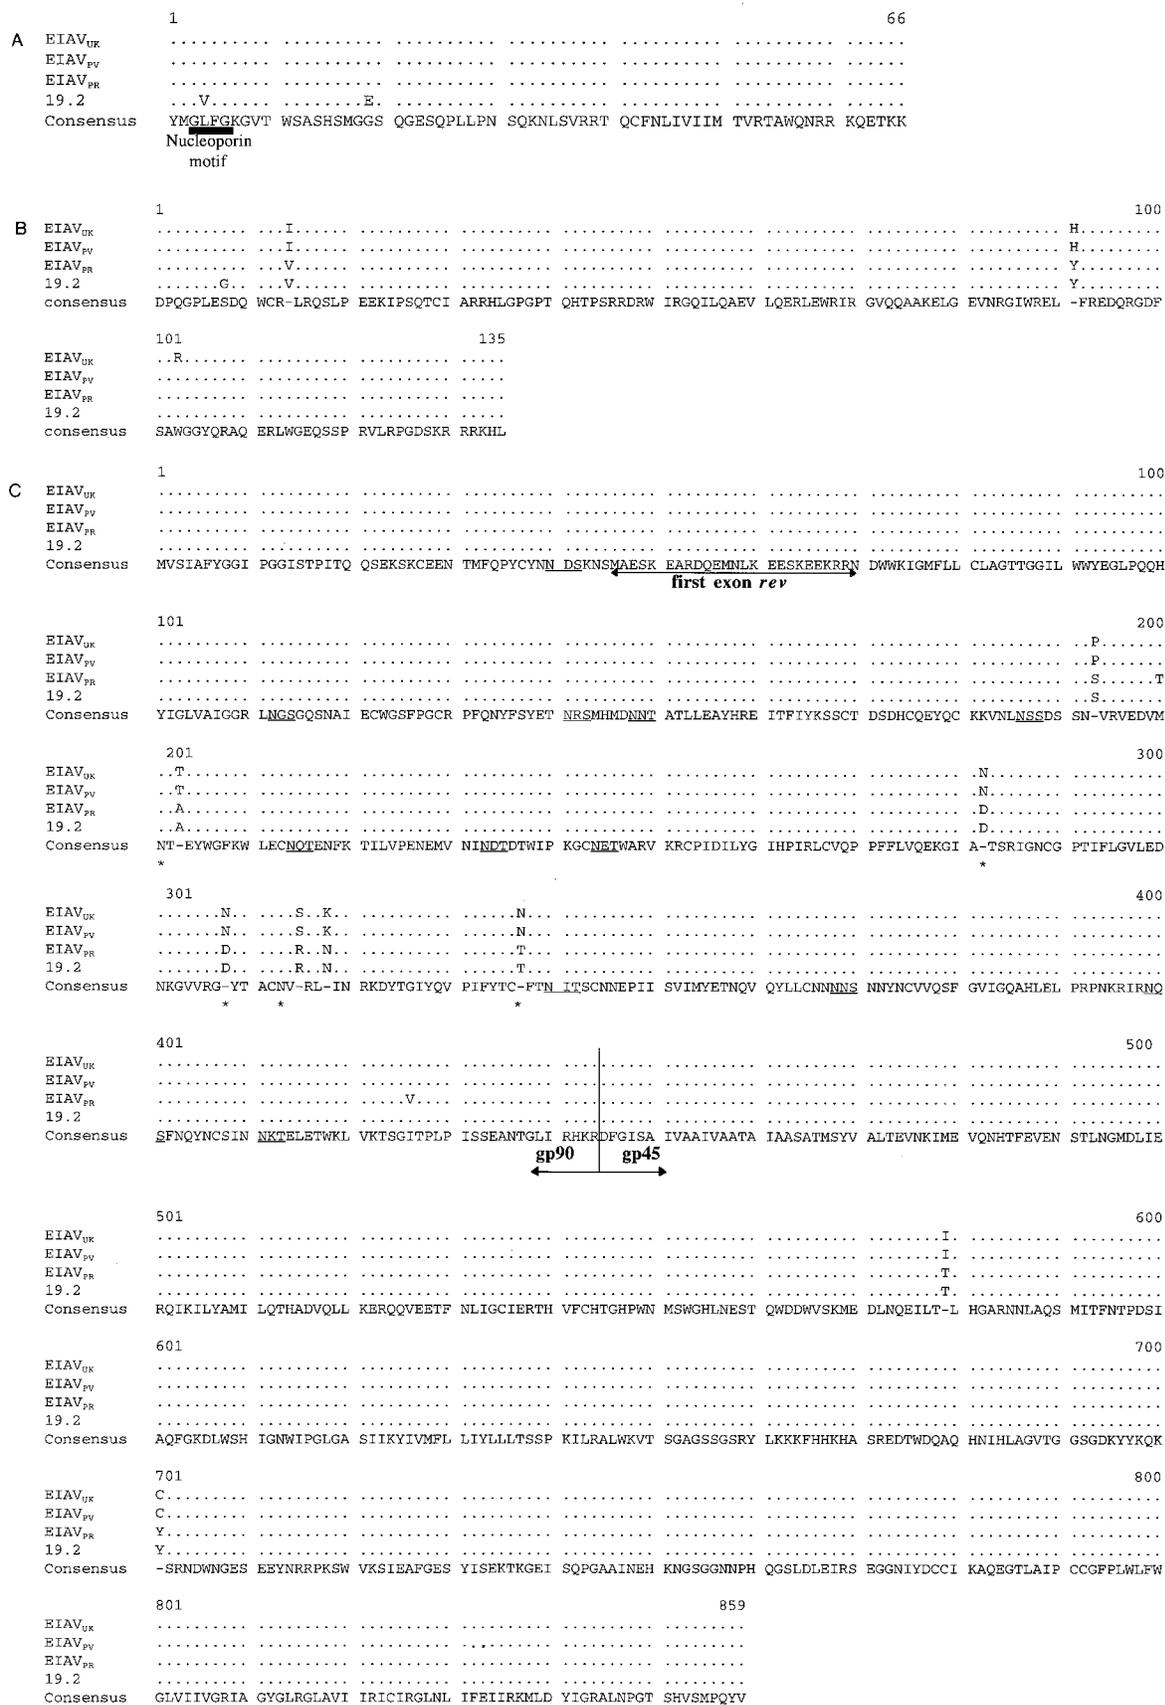 1 66
A EIAVUK .......... .......... .......... .......... .......... .......... ......
EIAVPV .......... .......... .......... .......... .......... .......... ......
EIAVPR .......... .......... .......... .......... .......... .......... ......
19.2 ...V...... ........E. .......... .......... .......... .......... ......
Consensus YMGLFGKGVT WSASHSMGGS QGESQPLLPN SQKNLSVRRT QCFNLIVIIM TVRTAWQNRR KQETKK
Nucleoporin
motif
1 100
B EIAVUK .......... ...I...... .......... .......... .......... .......... .......... .......... H......... 
EIAVPV .......... ...I...... .......... .......... .......... .......... .......... .......... H.........
EIAVPR .......... ...V...... .......... .......... .......... .......... .......... .......... Y.........
19.2 .......G.. ...V...... .......... .......... .......... .......... .......... .......... Y.........
consensus DPQGPLESDQ WCR-LRQSLP EEKIPSQTCI ARRHLGPGPT QHTPSRRDRW IRGQILQAEV LQERLEWRIR GVQQAAKELG EVNRGIWREL -FREDQRGDF
101 135
EIAVUK ..R....... .......... .......... .....
EIAVPV .......... .......... .......... .....
EIAVPR .......... .......... .......... .....
19.2 .......... .......... .......... .....
consensus SAWGGYQRAQ ERLWGEQSSP RVLRPGDSKR RRKHL
1 100
C EIAVUK .......... .......... .......... .......... .......... .......... .......... .......... .......... ..........
EIAVPV .......... .......... .......... .......... .......... .......... .......... .......... .......... ..........
EIAVPR .......... .......... .......... .......... .......... .......... .......... .......... .......... ..........
19.2 .......... .......... .......... .......... .......... .......... .......... .......... .......... ..........
Consensus MVSIAFYGGI PGGISTPITQ QSEKSKCEEN TMFQPYCYNN NDSKNSMAESK EARDQEMNLK EESKEEKRRN DWWKIGMFLL CLAGTTGGIL WWYEGLPQQH
first exon rev
101 200
EIAVUK .......... .......... .......... .......... .......... .......... .......... .......... .......... ...P......
EIAVPV .......... .......... .......... .......... .......... .......... .......... .......... .......... ...P......
EIAVPR .......... .......... .......... .......... .......... .......... .......... .......... .......... ..S......T
19.2 .......... .......... .......... .......... .......... .......... .......... .......... .......... ..S.......
Consensus YIGLVAIGGR LNGSGQSNAI ECWGSFPGCR PFQNYFSYET NRSMHMDNNT ATLLEAYHRE ITFIYKSSCT DSDHCQEYQC KKVNLNSSDS SN-VRVEDVM
201 300
EIAVUK ..T....... .......... .......... .......... .......... .......... .......... .......... .N........ ..........
EIAVPV ..T....... .......... .......... .......... .......... .......... .......... .......... .N........ ..........
EIAVPR ..A....... .......... .......... .......... .......... .......... .......... .......... .D........ ..........
19.2 ..A....... .......... .......... .......... .......... .......... .......... .......... .D........ ..........
Consensus NT-EYWGFKW LECNQTENFK TILVPENEMV NINDTDTWIP KGCNETWARV KRCPIDILYG IHPIRLCVQP PFFLVQEKGI A-TSRIGNCG PTIFLGVLED
* *
301 400
EIAVUK .......N.. ....S..K.. .......... ......N... .......... .......... .......... .......... ..........
EIAVPV .......N.. ....S..K.. .......... ......N... .......... .......... .......... .......... ..........
EIAVPR .......D.. ....R..N.. .......... ......T... .......... .......... .......... .......... ..........
19.2 .......D.. ....R..N.. .......... ......T... .......... .......... .......... .......... ..........
Consensus NKGVVRG-YT ACNV-RL-IN RKDYTGIYQV PIFYTC-FTN ITSCNNEPII SVIMYETNQV QYLLCNNNNS NNYNCVVQSF GVIGQAHLEL PRPNKRIRNQ
* * *
401 500
EIAVUK .......... .......... .......... .......... .......... .......... .......... .......... .......... ..........
EIAVPV .......... .......... .......... .......... .......... .......... .......... .......... .......... ..........
EIAVPR .......... .......... .....V.... .......... .......... .......... .......... .......... .......... ..........
19.2 .......... .......... .......... .......... .......... .......... .......... .......... .......... ..........
Consensus SFNQYNCSIN NKTELETWKL VKTSGITPLP ISSEANTGLI RHKRDFGISA IVAAIVAATA IAASATMSYV ALTEVNKIME VQNHTFEVEN STLNGMDLIE
gp90 gp45
501 600
EIAVUK .......... .......... .......... .......... .......... .......... .......... ........I. .......... ..........
EIAVPV .......... .......... .......... .......... .......... .......... .......... ........I. .......... ..........
EIAVPR .......... .......... .......... .......... .......... .......... .......... ........T. .......... ..........
19.2 .......... .......... .......... .......... .......... .......... .......... ........T. .......... ..........
Consensus RQIKILYAMI LQTHADVQLL KERQQVEETF NLIGCIERTH VFCHTGHPWN MSWGHLNEST QWDDWVSKME DLNQEILT-L HGARNNLAQS MITFNTPDSI
601 700
EIAVUK .......... .......... .......... .......... .......... .......... .......... .......... .......... ..........
EIAVPV .......... .......... .......... .......... .......... .......... .......... .......... .......... ..........
EIAVPR .......... .......... .......... .......... .......... .......... .......... .......... .......... ..........
19.2 .......... .......... .......... .......... .......... .......... .......... .......... .......... ..........
Consensus AQFGKDLWSH IGNWIPGLGA SIIKYIVMFL LIYLLLTSSP KILRALWKVT SGAGSSGSRY LKKKFHHKHA SREDTWDQAQ HNIHLAGVTG GSGDKYYKQK
701 800
EIAVUK C......... .......... .......... .......... .......... .......... .......... .......... .......... ..........
EIAVPV C......... .......... .......... .......... .......... .......... .......... .......... .......... ..........
EIAVPR Y......... .......... .......... .......... .......... .......... .......... .......... .......... ..........
19.2 Y......... .......... .......... .......... .......... .......... .......... .......... .......... ..........
Consensus -SRNDWNGES EEYNRRPKSW VKSIEAFGES YISEKTKGEI SQPGAAINEH KNGSGGNNPH QGSLDLEIRS EGGNIYDCCI KAQEGTLAIP CCGFPLWLFW
801 859
EIAVUK .......... .......... .......... .......... .......... .........
EIAVPV .......... .......... .......... .......... .......... .........
EIAVPR .......... .......... .......... .......... .......... .........
19.2 .......... .......... .......... .......... .......... .........
Consensus GLVIIVGRIA GYGLRGLAVI IRICIRGLNL IFEIIRKMLD YIGRALNPGT SHVSMPQYV